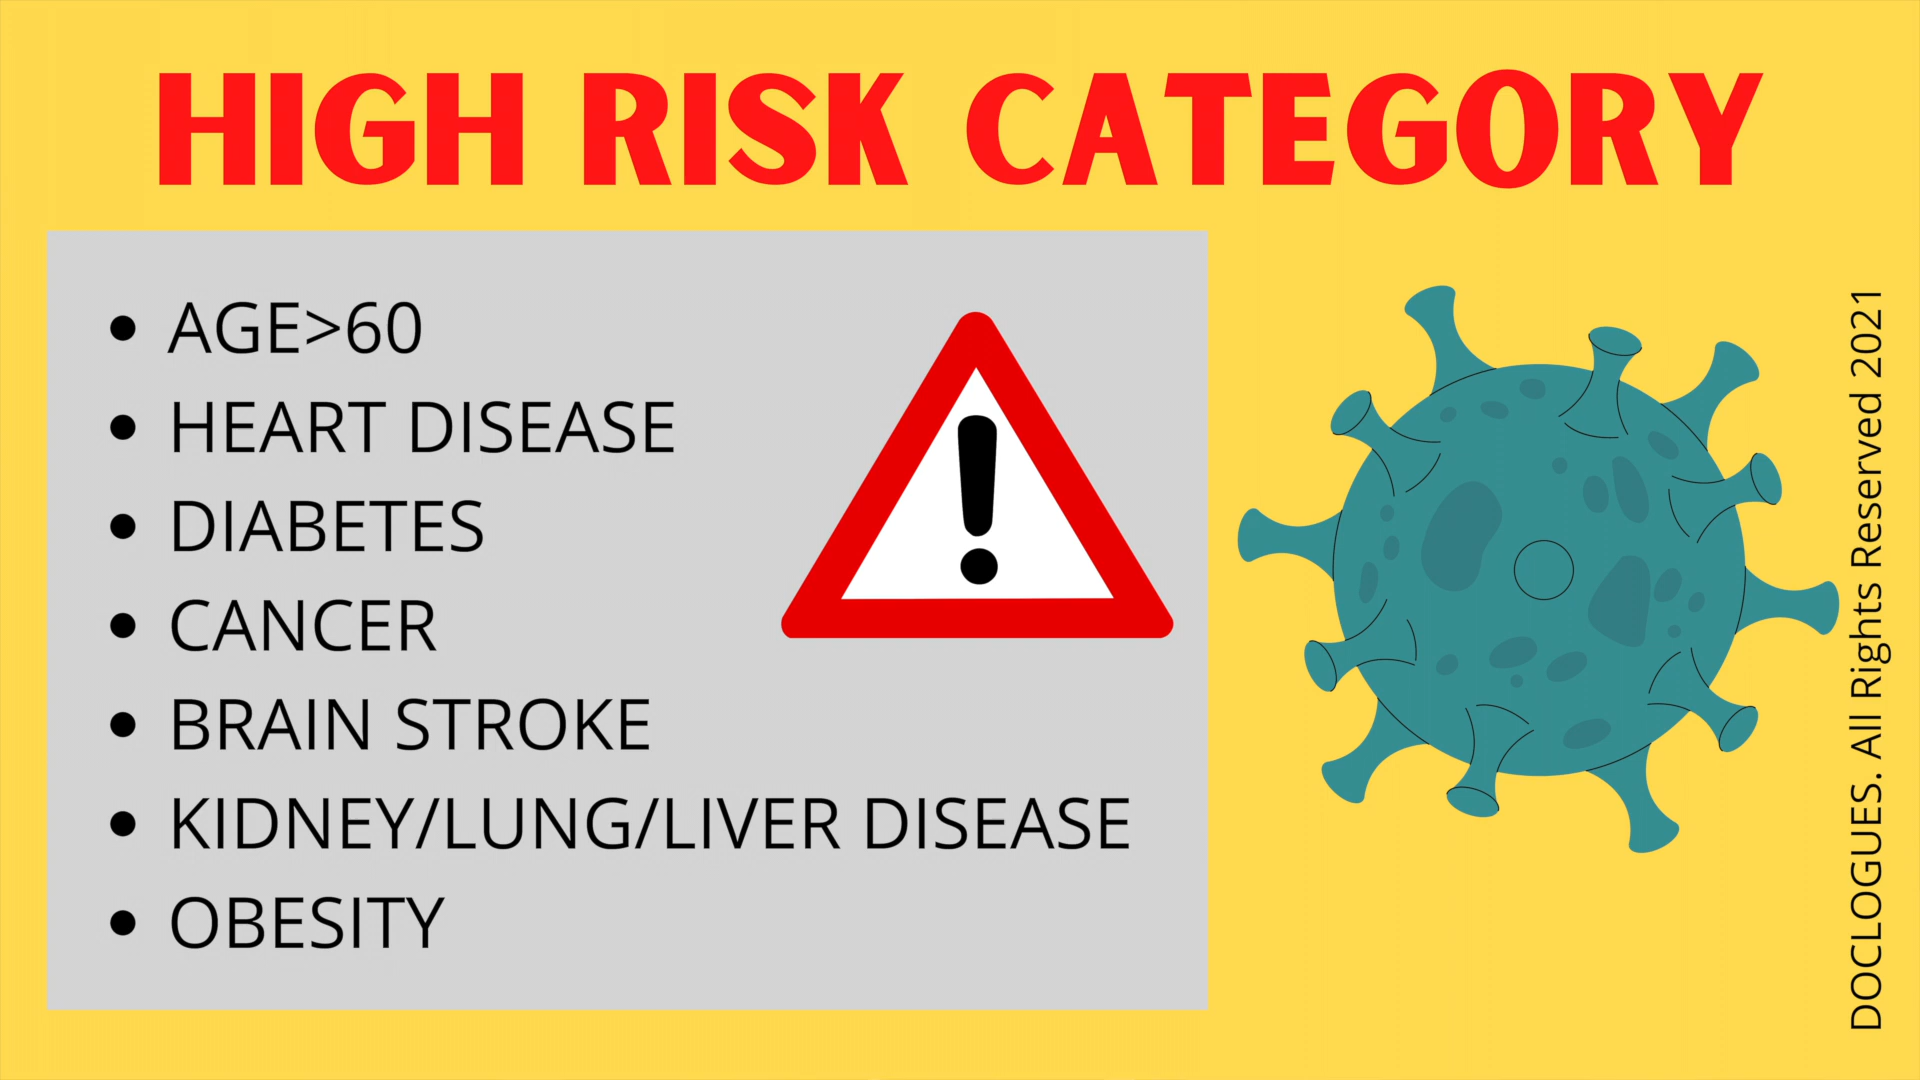 HIGH RISK CATEGORY
• AGE>60
• HEART DISEASE
• DIABETES
• CANCER
• BRAIN STROKE
• KIDNEY/LUNG/LIVER DISEASE
• OBESITY
DOCLOGUES. All Rights Reserved 2021